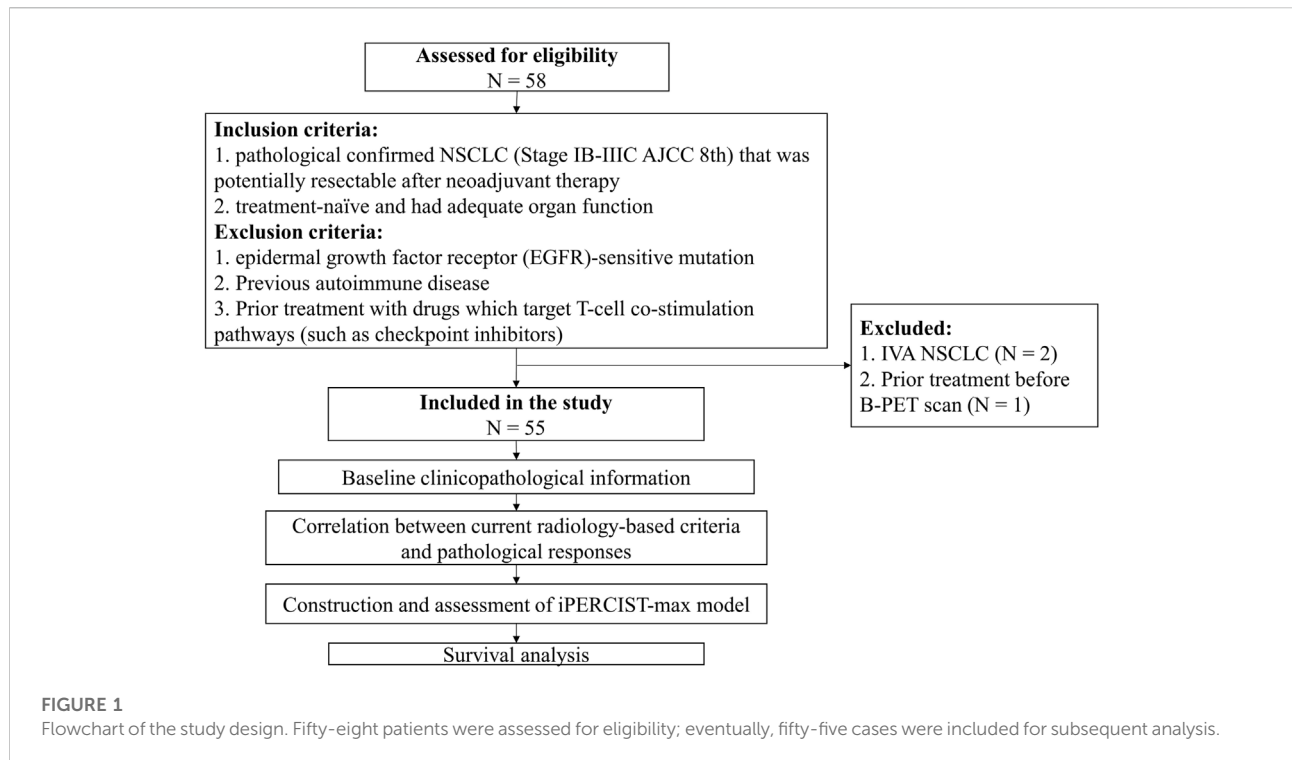 Assessed for eligibility
N = 58
Inclusion criteria:
1. pathological confirmed NSCLC (Stage IB-IIIC AJCC 8th) that was
potentially resectable after neoadjuvant therapy
2. treatment-naïve and had adequate organ function
Exclusion criteria:
1. epidermal growth factor receptor (EGFR)-sensitive mutation
2. Previous autoimmune disease
3. Prior treatment with drugs which target T-cell co-stimulation
pathways (such as checkpoint inhibitors)
Excluded:
1. IVA NSCLC (N = 2)
2. Prior treatment before
B-PET scan (N = 1)
Included in the study
N = 55
Baseline clinicopathological information
Correlation between current radiology-based criteria
and pathological responses
Construction and assessment of iPERCIST-max model
Survival analysis
FIGURE 1
Flowchart of the study design. Fifty-eight patients were assessed for eligibility; eventually, fifty-five cases were included for subsequent analysis.